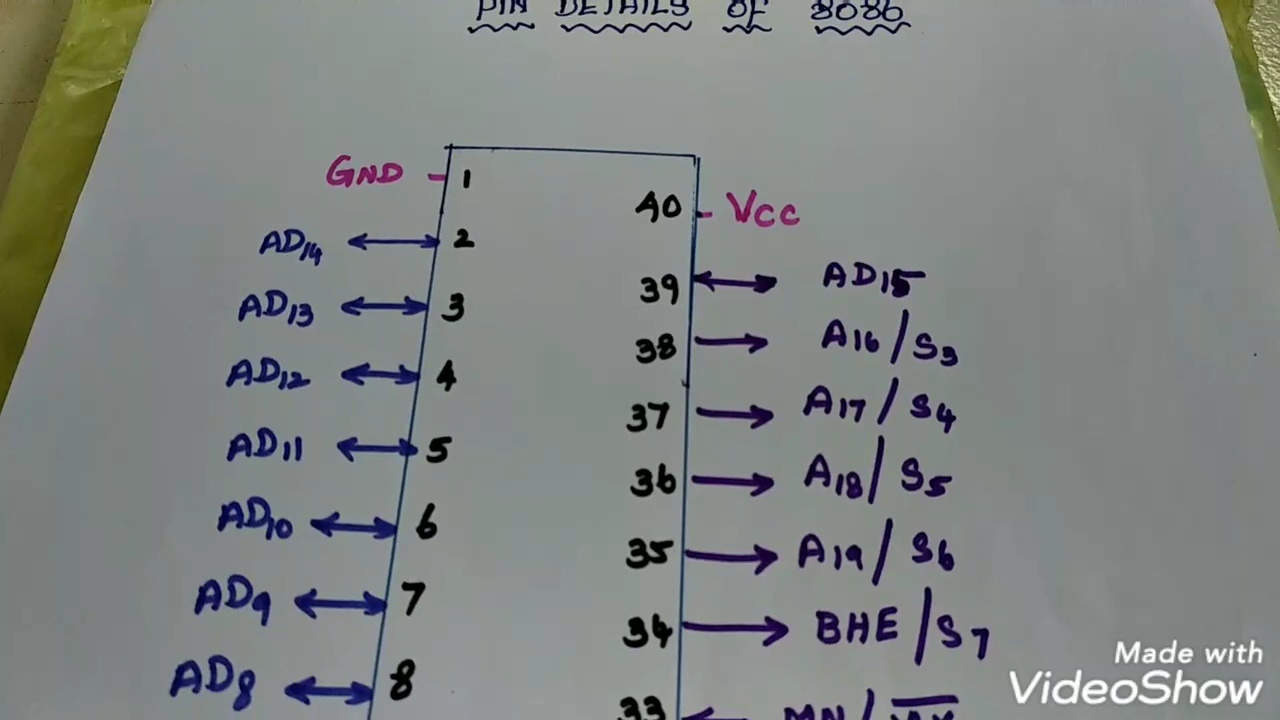 PIN DETAILS OF 8086
GND 1
40 Vcc
AD14 2
39 AD15
AD13 3
38 A16/S3
AD12 4
37 A17/S4
AD11 5
36 A18/S5
AD10 6
35 A19/S6
AD9 7
34 BHE/S7
AD8 8
33 MN/
Made with
VideoShow